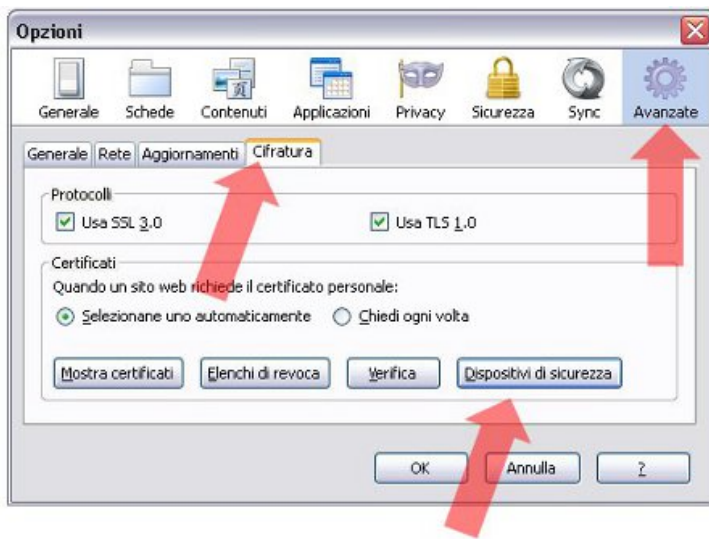 Opzioni
Generale Schede Contenuti Applicazioni Privacy Sicurezza Sync Avanzate
Generale Rete Aggiornamenti Cifratura
Protocolli
Usa SSL 3.0 Usa TLS 1.0
Certificati
Quando un sito web richiede il certificato personale:
Selezionane uno automaticamente Chiedi ogni volta
Mostra certificati Elenchi di revoca Verifica Dispositivi di sicurezza
OK Annulla ?